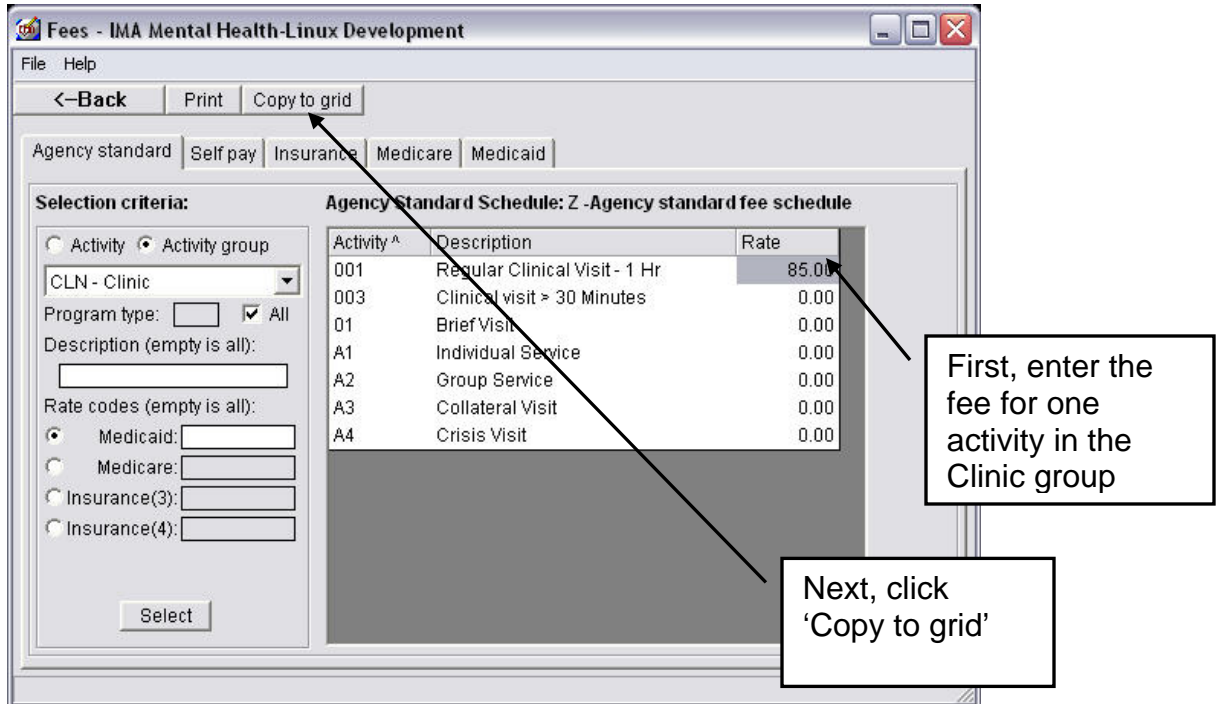 Fees - IMA Mental Health-Linux Development
File Help
<-Back Print Copy to grid
Agency standard Self pay Insurance Medicare Medicaid
Selection criteria:
Activity Activity group
CLN - Clinic
Program type: All
Description (empty is all):
Rate codes (empty is all):
Medicaid:
Medicare:
Insurance(3):
Insurance(4):
Select
Agency Standard Schedule: Z -Agency standard fee schedule
Activity ^ Description Rate
001 Regular Clinical Visit - 1 Hr 85.00
003 Clinical visit > 30 Minutes 0.00
01 Brief Visit 0.00
A1 Individual Service 0.00
A2 Group Service 0.00
A3 Collateral Visit 0.00
A4 Crisis Visit 0.00
First, enter the
fee for one
activity in the
Clinic group
Next, click
‘Copy to grid’